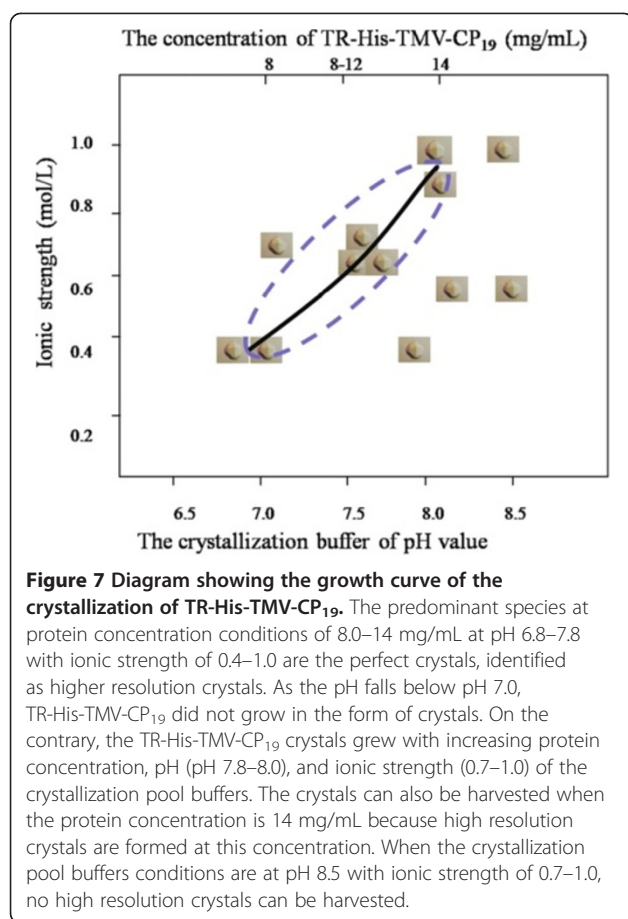 The concentration of TR-His-TMV-CP₁₉ (mg/mL)
8 8-12 14
Ionic strength (mol/L)
1.0
0.8
0.6
0.4
0.2
6.5 7.0 7.5 8.0 8.5
The crystallization buffer of pH value
Figure 7 Diagram showing the growth curve of the
crystallization of TR-His-TMV-CP₁₉. The predominant species at
protein concentration conditions of 8.0–14 mg/mL at pH 6.8–7.8
with ionic strength of 0.4–1.0 are the perfect crystals, identified
as higher resolution crystals. As the pH falls below pH 7.0,
TR-His-TMV-CP₁₉ did not grow in the form of crystals. On the
contrary, the TR-His-TMV-CP₁₉ crystals grew with increasing protein
concentration, pH (pH 7.8–8.0), and ionic strength (0.7–1.0) of the
crystallization pool buffers. The crystals can also be harvested when
the protein concentration is 14 mg/mL because high resolution
crystals are formed at this concentration. When the crystallization
pool buffers conditions are at pH 8.5 with ionic strength of 0.7–1.0,
no high resolution crystals can be harvested.